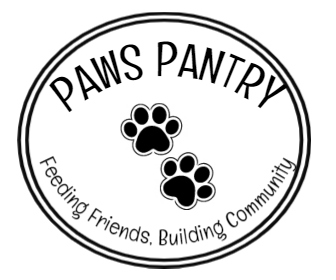 PAWS PANTRY
Feeding Friends, Building Community